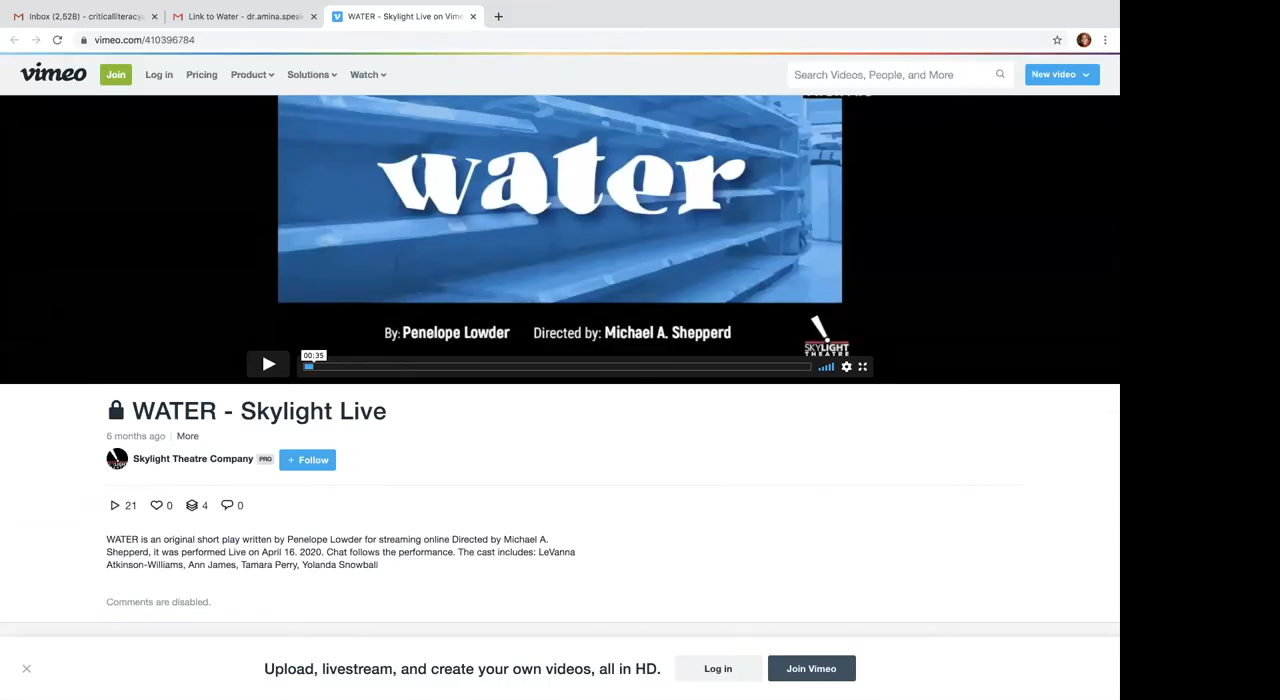 Inbox (2,528) - criticalliteracy
Link to Water - dr.amina.speak
WATER - Skylight Live on Vime
vimeo.com/410396784
vimeo
Join
Log in
Pricing
Product
Solutions
Watch
Search Videos, People, and More
New video
water
By: Penelope Lowder
Directed by: Michael A. Shepperd
SKYLIGHT
THEATRE
00:35
WATER - Skylight Live
6 months ago
More
Skylight Theatre Company PRO
+ Follow
21
0
4
0
WATER is an original short play written by Penelope Lowder for streaming online Directed by Michael A.
Shepperd, it was performed Live on April 16. 2020. Chat follows the performance. The cast includes: LeVanna
Atkinson-Williams, Ann James, Tamara Perry, Yolanda Snowball
Comments are disabled.
Upload, livestream, and create your own videos, all in HD.
Log in
Join Vimeo